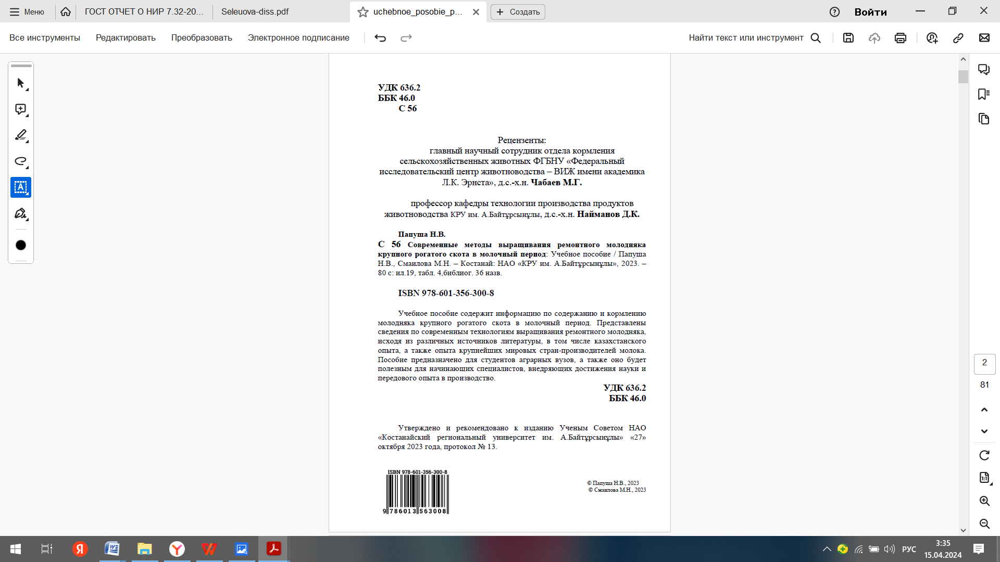 Меню
ГОСТ ОТЧЕТ О НИР 7.32-20...
Seleuova-diss.pdf
uchebnoe_posobie_p...
Создать
Войти
Все инструменты
Редактировать
Преобразовать
Электронное подписание
Найти текст или инструмент
УДК 636.2
ББК 46.0
С 56
Рецензенты:
главный научный сотрудник отдела кормления
сельскохозяйственных животных ФГБНУ «Федеральный
исследовательский центр животноводства – ВИЖ имени академика
Л.К. Эрнста», д.с.-х.н. Чабаев М.Г.
профессор кафедры технологии производства продуктов
животноводства КРУ им. А.Байтұрсынұлы, д.с.-х.н. Найманов Д.К.
Папуша Н.В.
С 56 Современные методы выращивания ремонтного молодняка
крупного рогатого скота в молочный период: Учебное пособие / Папуша
Н.В., Смаилова М.Н. – Костанай: НАО «КРУ им. А.Байтұрсынұлы», 2023. –
80 с: ил.19, табл. 4,библиог. 36 назв.
ISBN 978-601-356-300-8
Учебное пособие содержит информацию по содержанию и кормлению
молодняка крупного рогатого скота в молочный период. Представлены
сведения по современным технологиям выращивания ремонтного молодняка,
исходя из различных источников литературы, в том числе казахстанского
опыта, а также опыта крупнейших мировых стран-производителей молока.
Пособие предназначено для студентов аграрных вузов, а также оно будет
полезным для начинающих специалистов, внедряющих достижения науки и
передового опыта в производство.
УДК 636.2
ББК 46.0
Утверждено и рекомендовано к изданию Ученым Советом НАО
«Костанайский региональный университет им. А.Байтұрсынұлы» «27»
октября 2023 года, протокол № 13.
ISBN 978-601-356-300-8
9 786013 563008
© Папуша Н.В., 2023
© Смаилова М.Н., 2023
2
81
1:1
РУС
3:35
15.04.2024